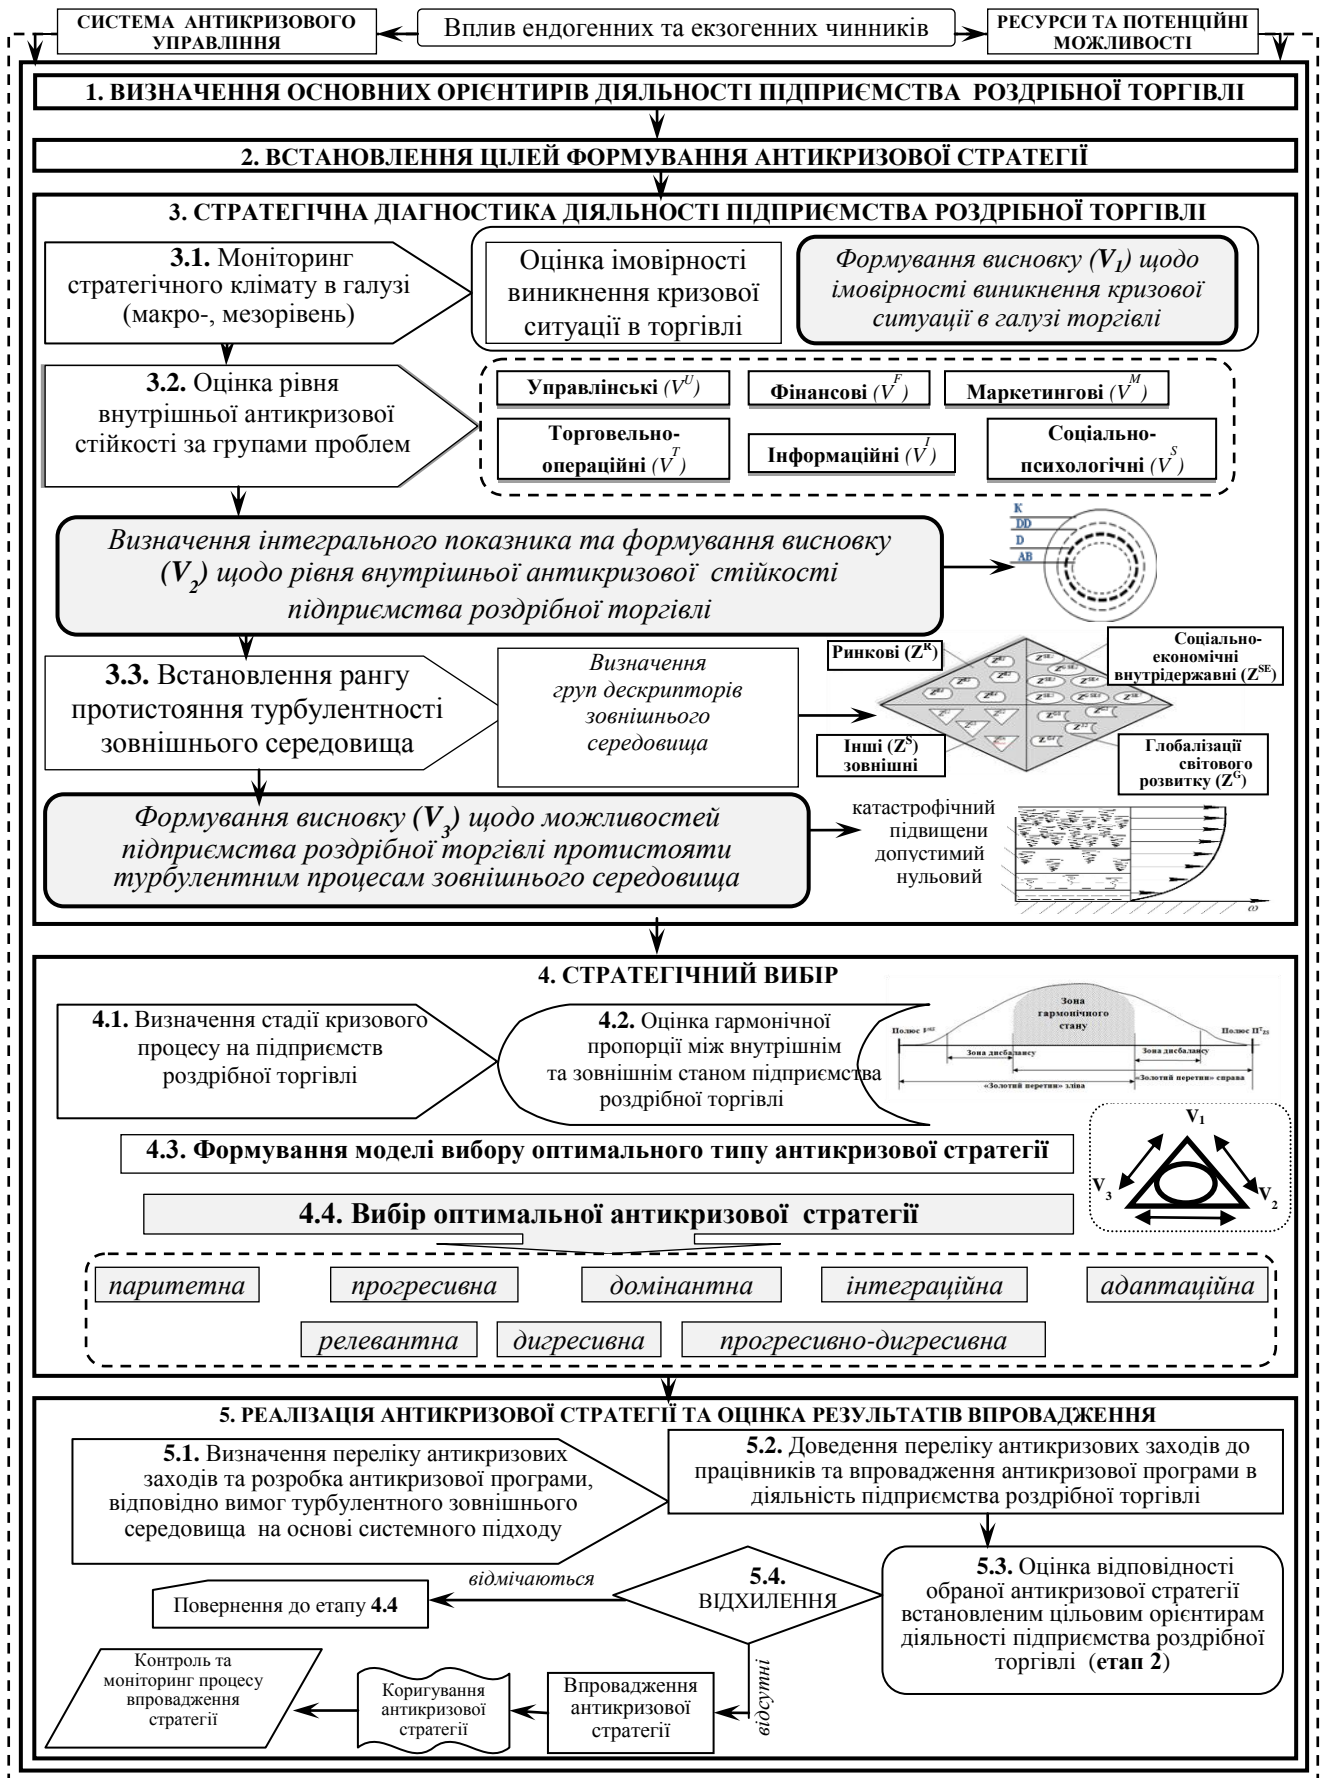 СИСТЕМА АНТИКРИЗОВОГО
УПРАВЛІННЯ
Вплив ендогенних та екзогенних чинників
РЕСУРСИ ТА ПОТЕНЦІЙНІ
МОЖЛИВОСТІ
1. ВИЗНАЧЕННЯ ОСНОВНИХ ОРІЄНТИРІВ ДІЯЛЬНОСТІ ПІДПРИЄМСТВА РОЗДРІБНОЇ ТОРГІВЛІ
2. ВСТАНОВЛЕННЯ ЦІЛЕЙ ФОРМУВАННЯ АНТИКРИЗОВОЇ СТРАТЕГІЇ
3. СТРАТЕГІЧНА ДІАГНОСТИКА ДІЯЛЬНОСТІ ПІДПРИЄМСТВА РОЗДРІБНОЇ ТОРГІВЛІ
3.1. Моніторинг
стратегічного клімату в галузі
(макро-, мезорівень)
Оцінка імовірності
виникнення кризової
ситуації в торгівлі
Формування висновку (V1) щодо
імовірності виникнення кризової
ситуації в галузі торгівлі
3.2. Оцінка рівня
внутрішньої антикризової
стійкості за групами проблем
Управлінські (V^U)
Фінансові (V^F)
Маркетингові (V^M)
Торговельно-
операційні (V^T)
Інформаційні (V^I)
Соціально-
психологічні (V^S)
Визначення інтегрального показника та формування висновку
(V2) щодо рівня внутрішньої антикризової стійкості
підприємства роздрібної торгівлі
K
DD
D
AB
3.3. Встановлення рангу
протистояння турбулентності
зовнішнього середовища
Визначення
груп дескрипторів
зовнішнього
середовища
Ринкові (Z^R)
Соціально-
економічні
внутрідержавні (Z^SE)
Інші (Z^S)
зовнішні
Глобалізації
світового
розвитку (Z^G)
Формування висновку (V3) щодо можливостей
підприємства роздрібної торгівлі протистояти
турбулентним процесам зовнішнього середовища
катастрофічний
підвищени
допустимий
нульовий
ω
4. СТРАТЕГІЧНИЙ ВИБІР
4.1. Визначення стадії кризового
процесу на підприємств
роздрібної торгівлі
4.2. Оцінка гармонічної
пропорції між внутрішнім
та зовнішнім станом підприємства
роздрібної торгівлі
Зона
гармонічного
стану
Полюс
Полюс
Зона дисбалансу
Зона дисбалансу
«Золотий перетин» справа
«Золотий перетин» зліва
4.3. Формування моделі вибору оптимального типу антикризової стратегії
V1
V3
V2
4.4. Вибір оптимальної антикризової стратегії
паритетна
прогресивна
домінантна
інтеграційна
адаптаційна
релевантна
дигресивна
прогресивно-дигресивна
5. РЕАЛІЗАЦІЯ АНТИКРИЗОВОЇ СТРАТЕГІЇ ТА ОЦІНКА РЕЗУЛЬТАТІВ ВПРОВАДЖЕННЯ
5.1. Визначення переліку антикризових
заходів та розробка антикризової програми,
відповідно вимог турбулентного зовнішнього
середовища на основі системного підходу
5.2. Доведення переліку антикризових заходів до
працівників та впровадження антикризової програми в
діяльність підприємства роздрібної торгівлі
5.3. Оцінка відповідності
обраної антикризової стратегії
встановленим цільовим орієнтирам
діяльності підприємства роздрібної
торгівлі (етап 2)
5.4.
ВІДХИЛЕННЯ
відмічаються
Повернення до етапу 4.4
відсутні
Впровадження
антикризової
стратегії
Коригування
антикризової
стратегії
Контроль та
моніторинг процесу
впровадження
стратегії